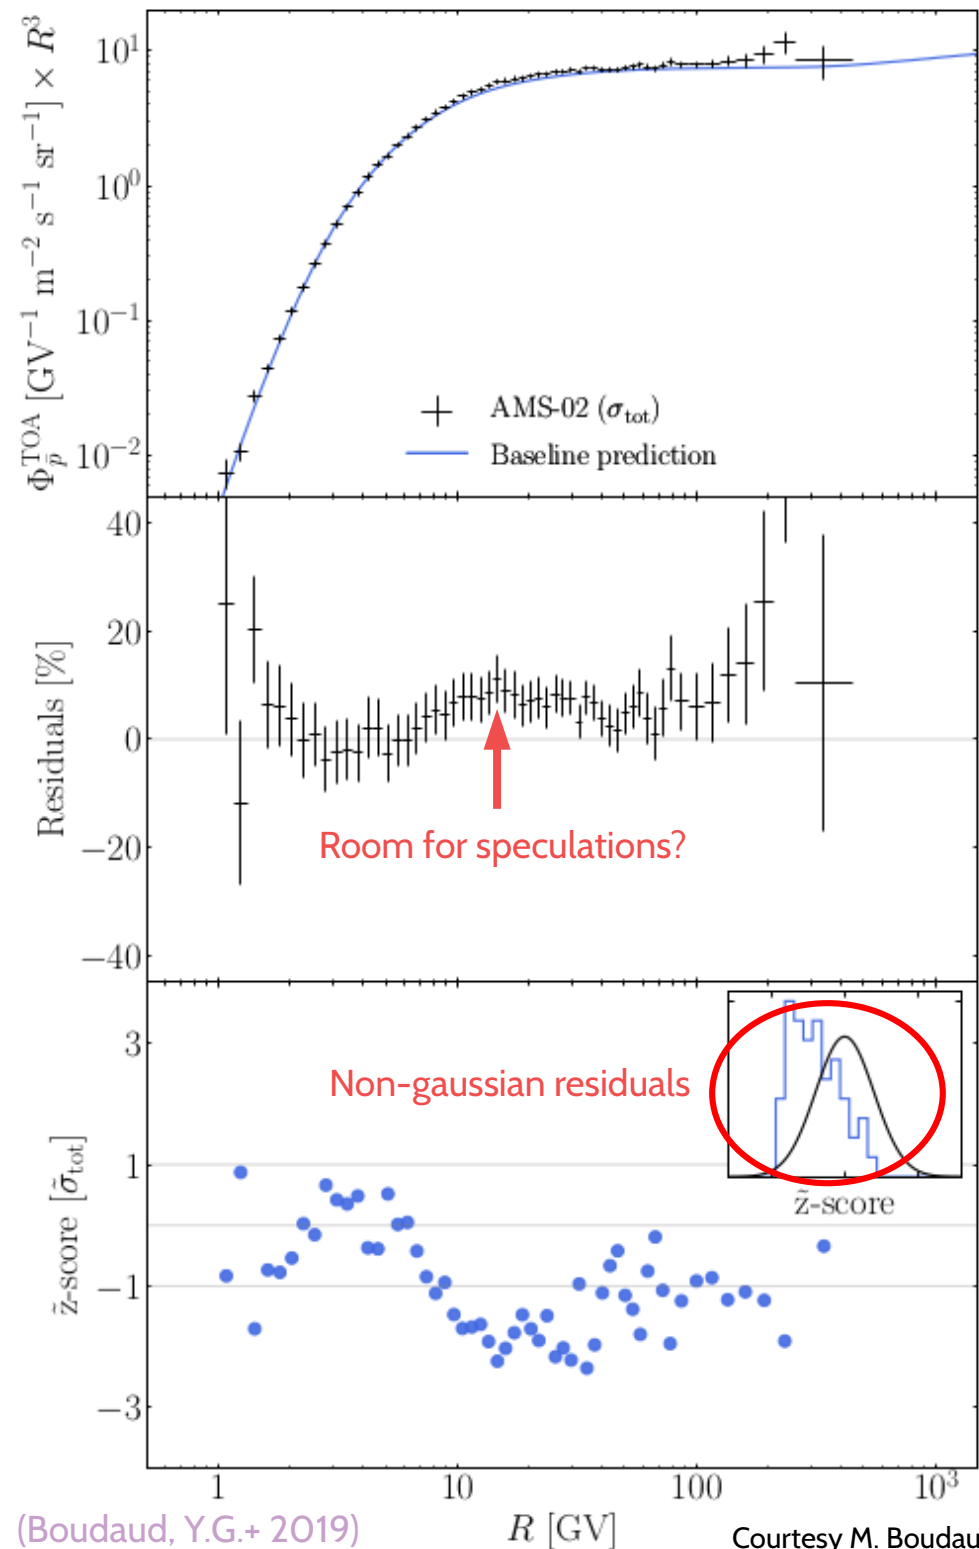 10¹
10⁰
10⁻¹
10⁻²
Φ_p̄^TOA [GV⁻¹ m⁻² s⁻¹ sr⁻¹] × R³
AMS-02 (σ_tot)
Baseline prediction
40
20
0
−20
−40
Residuals [%]
Room for speculations?
3
1
−1
−3
z̃-score [σ̃_tot]
Non-gaussian residuals
z̃-score
1
10
100
10³
R [GV]
(Boudaud, Y.G.+ 2019)
Courtesy M. Boudau